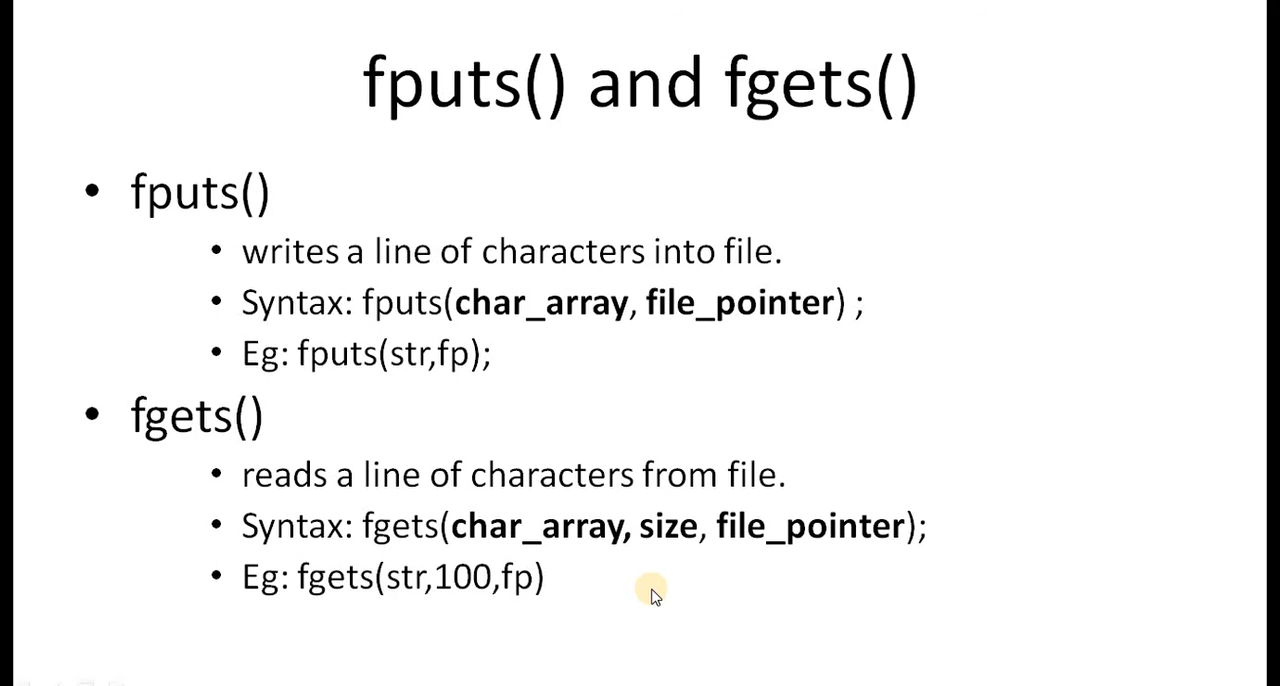 fputs() and fgets()
• fputs()
• writes a line of characters into file.
• Syntax: fputs(char_array, file_pointer) ;
• Eg: fputs(str,fp);
• fgets()
• reads a line of characters from file.
• Syntax: fgets(char_array, size, file_pointer);
• Eg: fgets(str,100,fp)